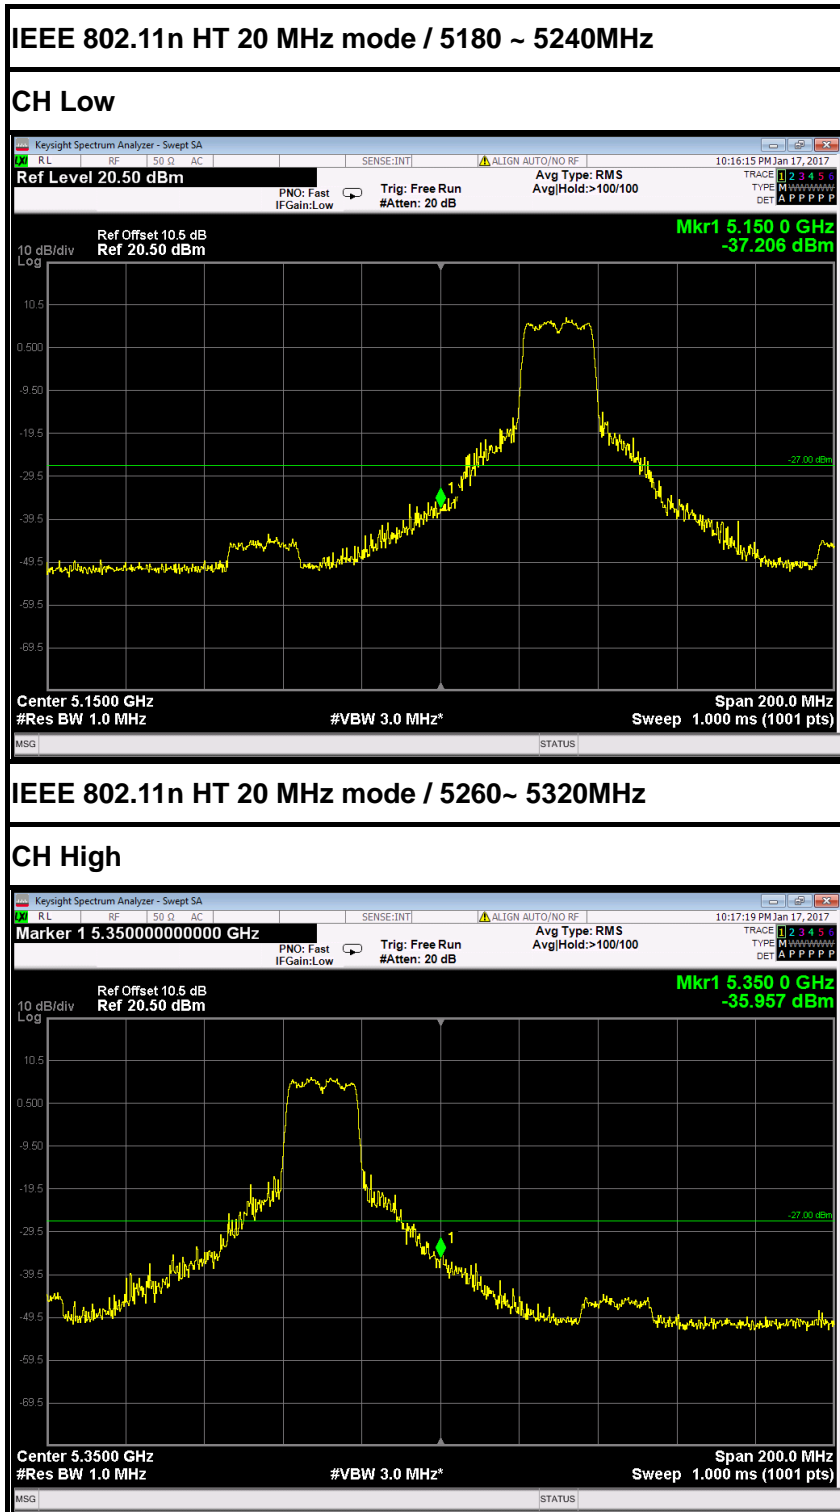 IEEE 802.11n HT 20 MHz mode / 5180 ~ 5240MHz
CH Low
Keysight Spectrum Analyzer - Swept SA
LXI RL RF 50 Ω AC SENSE:INT ALIGN AUTO/NO RF 10:16:15 PM Jan 17, 2017
Ref Level 20.50 dBm
PNO: Fast
IFGain:Low
Trig: Free Run
#Atten: 20 dB
Avg Type: RMS
Avg|Hold:>100/100
TRACE 1 2 3 4 5 6
TYPE M WWWWW
DET A P P P P P
Mkr1 5.150 0 GHz
-37.206 dBm
Ref Offset 10.5 dB
10 dB/div Ref 20.50 dBm
Log
10.5
0.500
-9.50
-19.5
-27.00 dBm
-29.5
-39.5
1
-49.5
-59.5
-69.5
Center 5.1500 GHz Span 200.0 MHz
#Res BW 1.0 MHz #VBW 3.0 MHz* Sweep 1.000 ms (1001 pts)
MSG STATUS
IEEE 802.11n HT 20 MHz mode / 5260~ 5320MHz
CH High
Keysight Spectrum Analyzer - Swept SA
LXI RL RF 50 Ω AC SENSE:INT ALIGN AUTO/NO RF 10:17:19 PM Jan 17, 2017
Marker 1 5.350000000000 GHz
PNO: Fast
IFGain:Low
Trig: Free Run
#Atten: 20 dB
Avg Type: RMS
Avg|Hold:>100/100
TRACE 1 2 3 4 5 6
TYPE M WWWWW
DET A P P P P P
Mkr1 5.350 0 GHz
-35.957 dBm
Ref Offset 10.5 dB
10 dB/div Ref 20.50 dBm
Log
10.5
0.500
-9.50
-19.5
-27.00 dBm
-29.5
1
-39.5
-49.5
-59.5
-69.5
Center 5.3500 GHz Span 200.0 MHz
#Res BW 1.0 MHz #VBW 3.0 MHz* Sweep 1.000 ms (1001 pts)
MSG STATUS